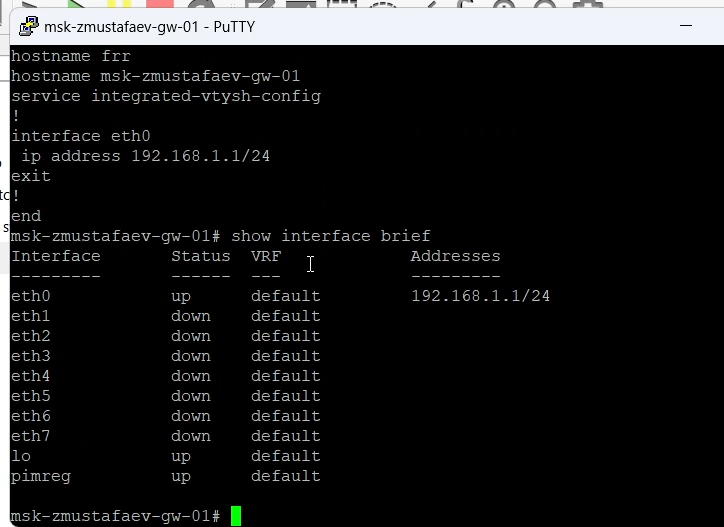 msk-zmustafaev-gw-01 - PuTTY
hostname frr
hostname msk-zmustafaev-gw-01
service integrated-vtysh-config
!
interface eth0
 ip address 192.168.1.1/24
exit
!
end
msk-zmustafaev-gw-01# show interface brief
Interface       Status  VRF             Addresses
---------       ------  ---             ---------
eth0            up      default         192.168.1.1/24
eth1            down    default
eth2            down    default
eth3            down    default
eth4            down    default
eth5            down    default
eth6            down    default
eth7            down    default
lo              up      default
pimreg          up      default
msk-zmustafaev-gw-01#